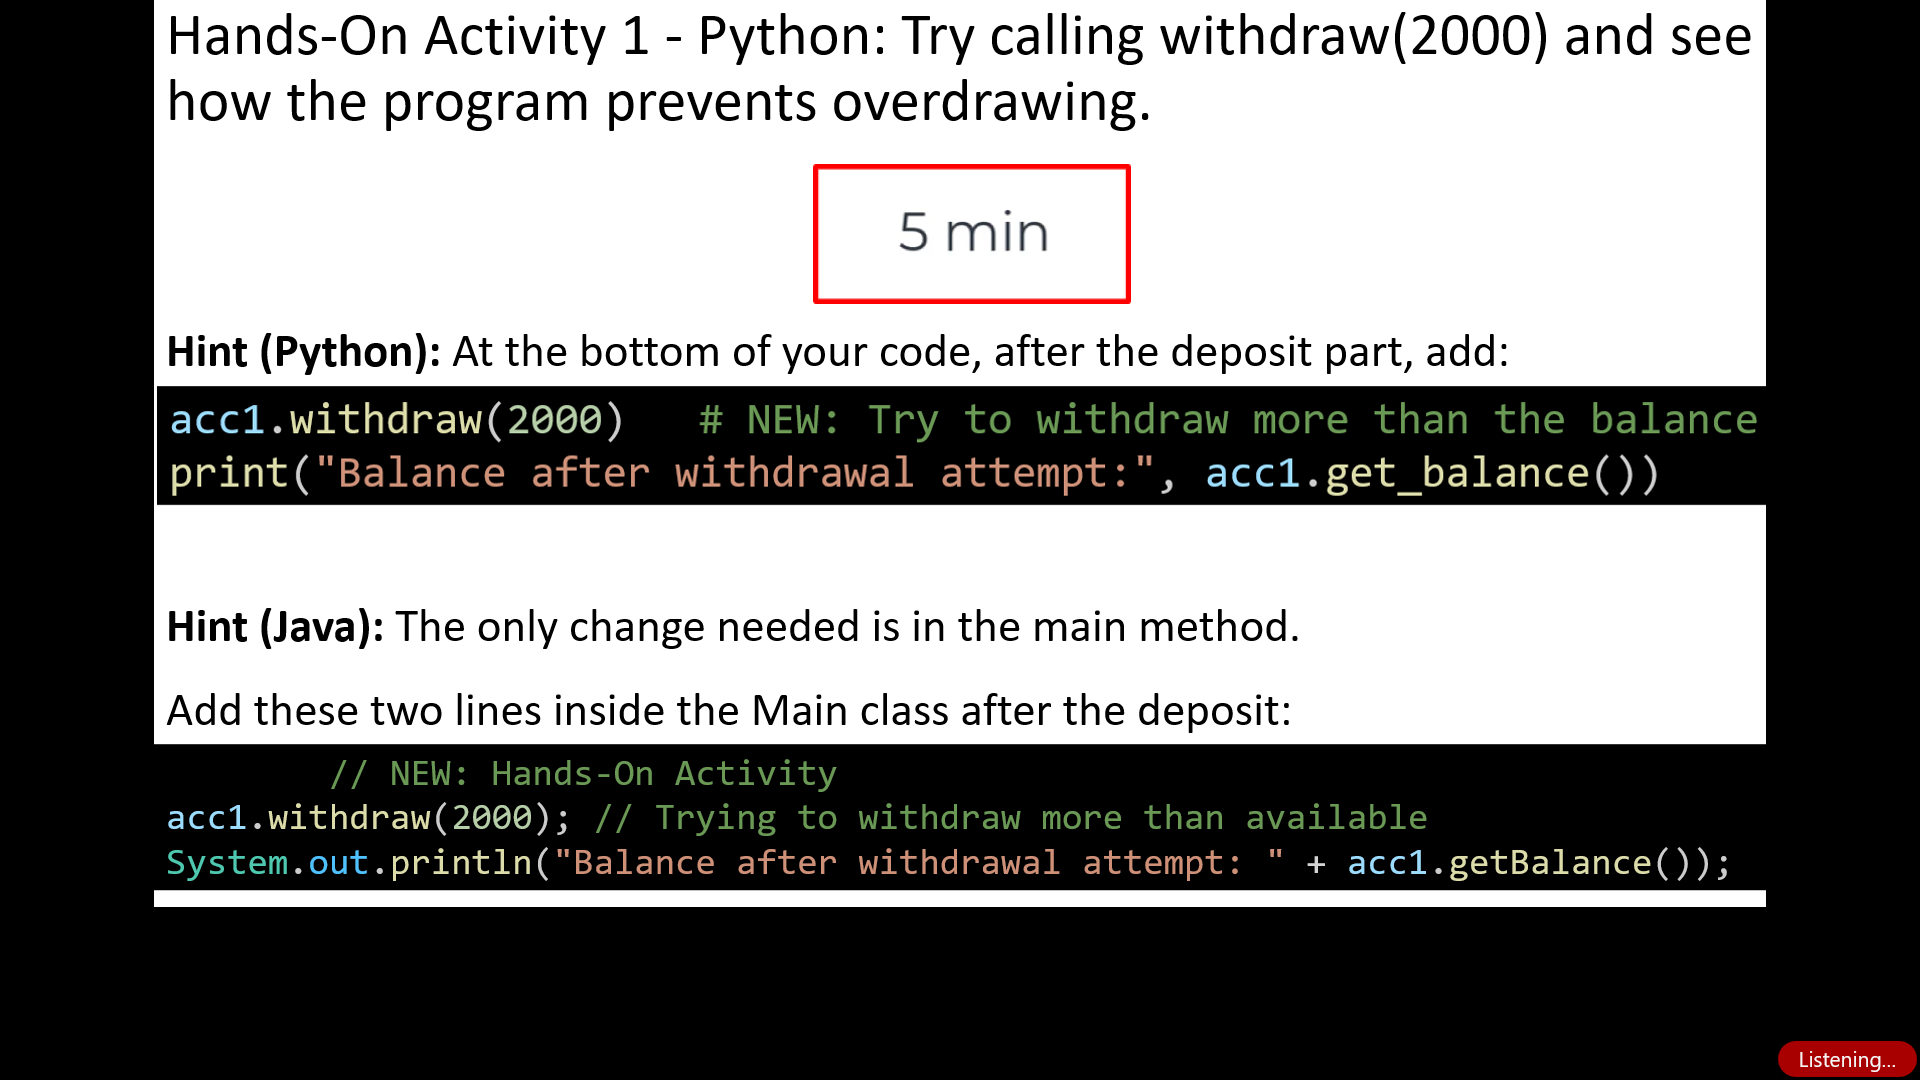 Hands-On Activity 1 - Python: Try calling withdraw(2000) and see
how the program prevents overdrawing.
5 min
Hint (Python): At the bottom of your code, after the deposit part, add:
acc1.withdraw(2000)   # NEW: Try to withdraw more than the balance
print("Balance after withdrawal attempt:", acc1.get_balance())
Hint (Java): The only change needed is in the main method.
Add these two lines inside the Main class after the deposit:
// NEW: Hands-On Activity
acc1.withdraw(2000); // Trying to withdraw more than available
System.out.println("Balance after withdrawal attempt: " + acc1.getBalance());
Listening...